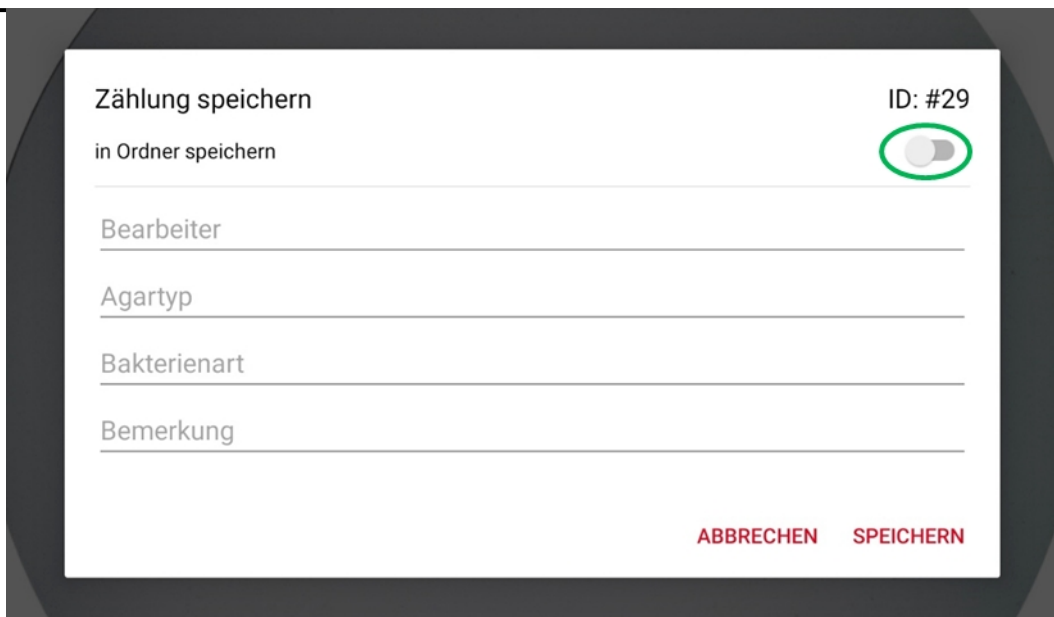 Zählung speichern ID: #29
in Ordner speichern
Bearbeiter
Agartyp
Bakterienart
Bemerkung
ABBRECHEN SPEICHERN